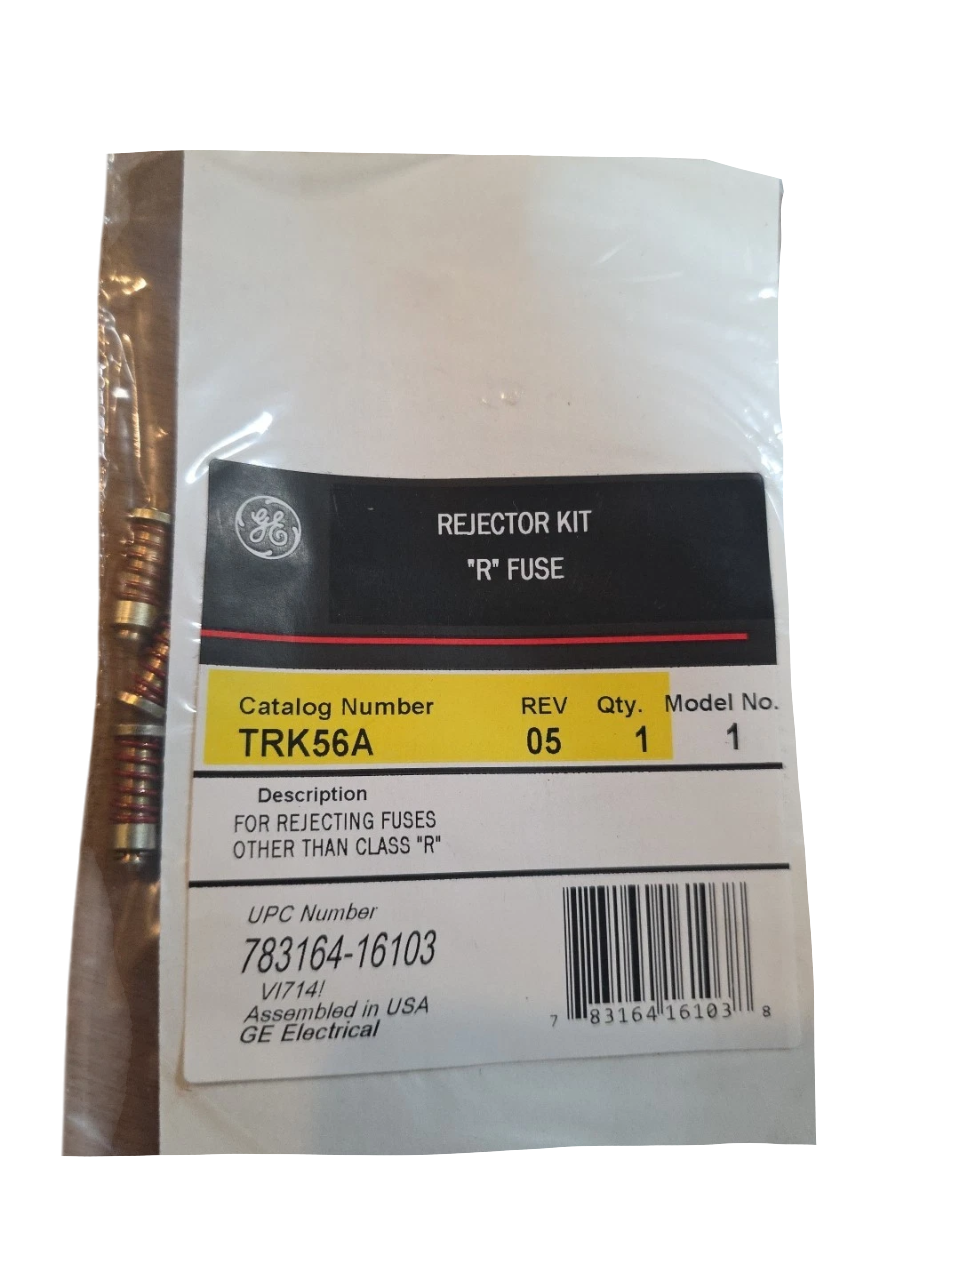 GE
REJECTOR KIT
"R" FUSE
Catalog Number REV Qty. Model No.
TRK56A 05 1 1
Description
FOR REJECTING FUSES
OTHER THAN CLASS "R"
UPC Number
783164-16103
VI714!
Assembled in USA
GE Electrical
7 83164 16103 8